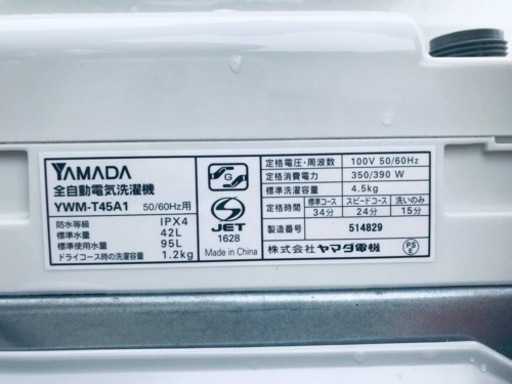 YAMADA
全自動電気洗濯機
YWM-T45A1 50/60Hz用
防水等級 IPX4
標準水量 42L
標準使用水量 95L
ドライコース時の洗濯容量 1.2kg
G
S
JET
1628
Made in China
定格電圧・周波数 100V 50/60Hz
定格消費電力 350/390 W
標準洗濯容量 4.5kg
定格時間 標準コース スピードコース 洗いのみ
34分 24分 15分
製造番号 514829
株式会社ヤマダ電機 PSE